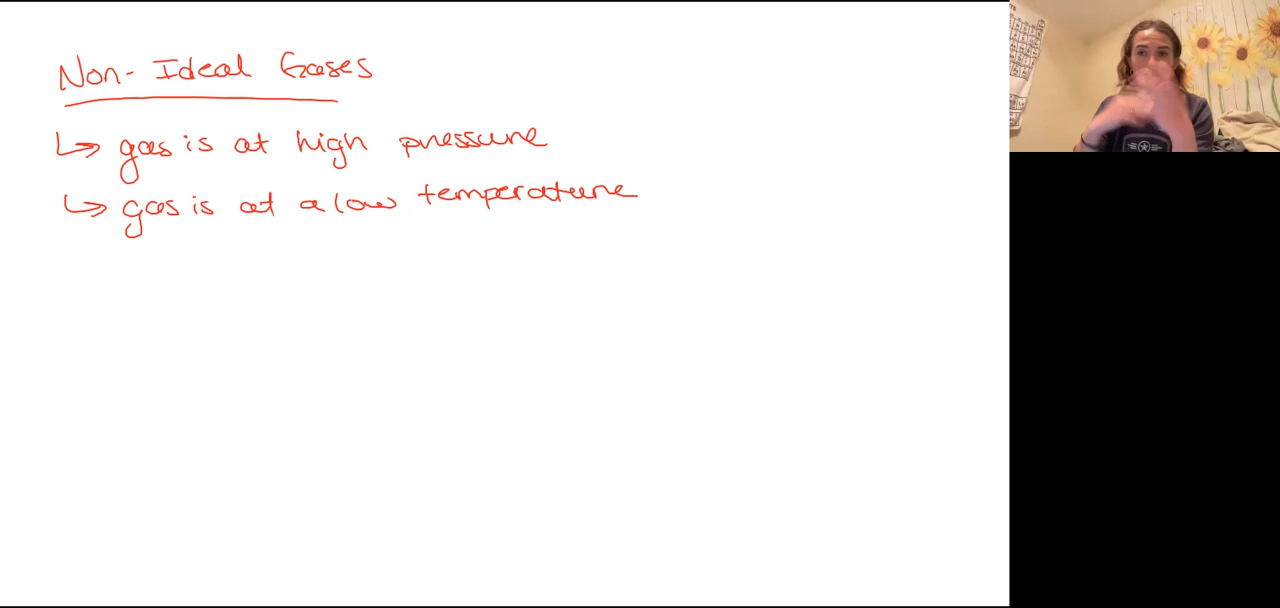 Non-Ideal Gases
↳ gas is at high pressure
↳ gas is at a low temperature